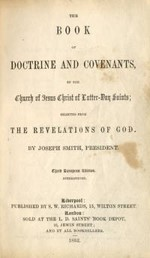 THE
BOOK
OF
DOCTRINE AND COVENANTS,
OF THE
Church of Jesus Christ of Latter-Day Saints;
SELECTED FROM
THE REVELATIONS OF GOD.
BY JOSEPH SMITH, PRESIDENT.
Third European Edition.
STEREOTYPED.
Liverpool:
PUBLISHED BY S. W. RICHARDS, 15, WILTON STREET.
London:
SOLD AT THE L. D. SAINTS' BOOK DEPOT,
35, JEWIN STREET;
AND BY ALL BOOKSELLERS.
1852.